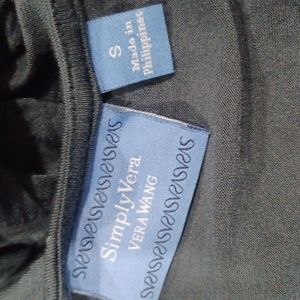 S
Made in
Philippines
SimplyVera
VERA WANG